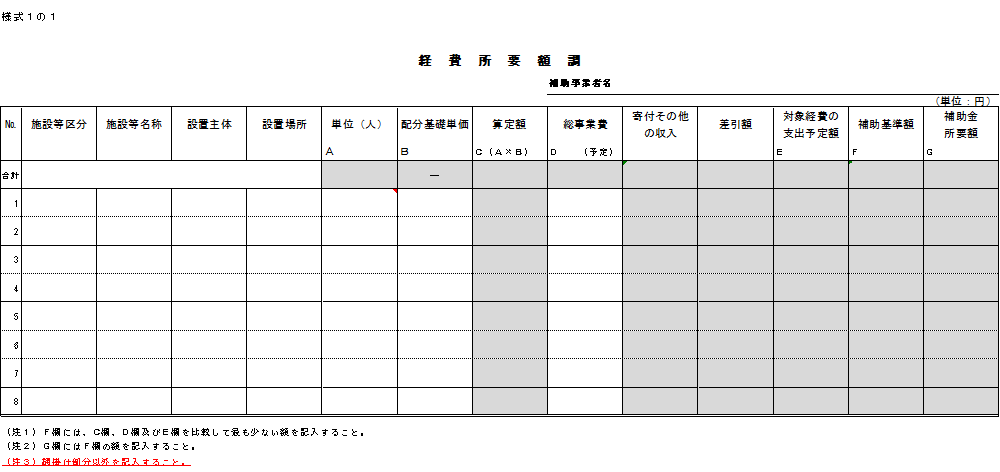 様式１の１
経 費 所 要 額 調
補助事業者名
（単位：円）
№ 施設等区分 施設等名称 設置主体 設置場所 単位（人） 配分基礎単価 算定額 総事業費 寄付その他の収入 差引額 対象経費の支出予定額 補助基準額 補助金所要額
A B C（A×B） D （予定） E F G
合計 ―
1
2
3
4
5
6
7
8
（注１）Ｆ欄には、Ｃ欄、Ｄ欄及びＥ欄を比較して最も少ない額を記入すること。
（注２）Ｇ欄にはＦ欄の額を記入すること。
（注３）網掛け部分以外を記入すること。